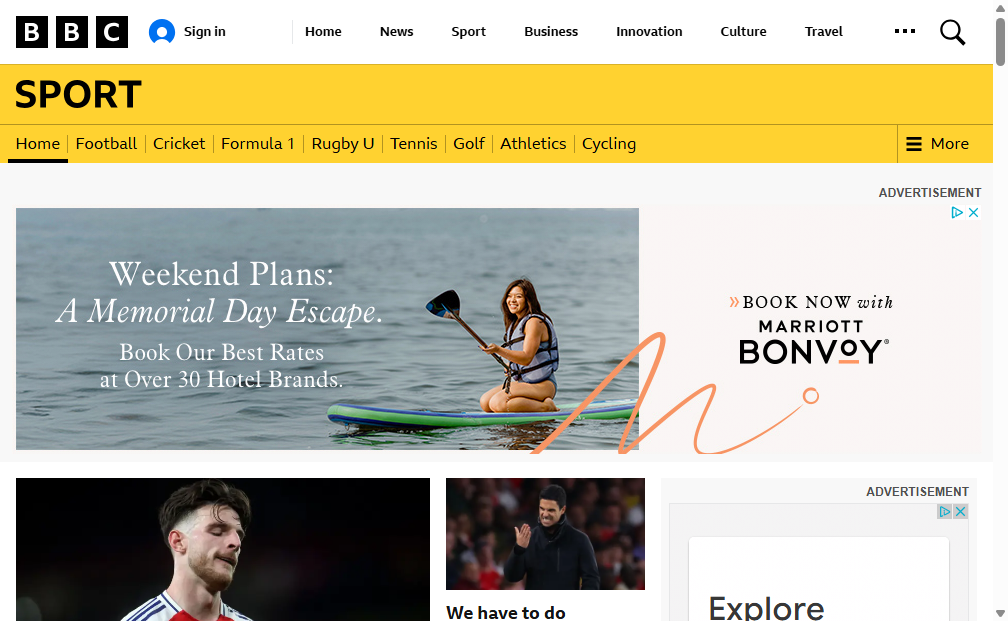 BBC
Sign in
Home
News
Sport
Business
Innovation
Culture
Travel
SPORT
Home
Football
Cricket
Formula 1
Rugby U
Tennis
Golf
Athletics
Cycling
More
ADVERTISEMENT
Weekend Plans:
A Memorial Day Escape.
Book Our Best Rates
at Over 30 Hotel Brands.
BOOK NOW with
MARRIOTT
BONVOY®
ADVERTISEMENT
We have to do
Explore